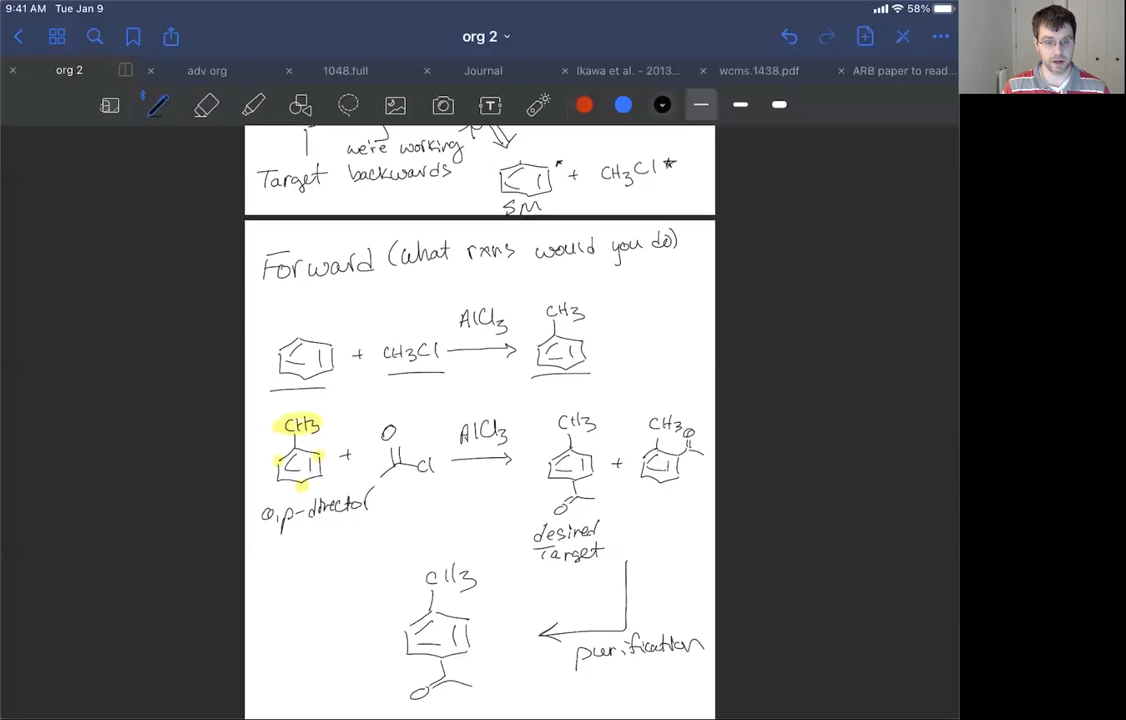 9:41 AM Tue Jan 9
58%
org 2
org 2
adv org
1048.full
Journal
Ikawa et al. - 2013...
wcms.1438.pdf
ARB paper to read...
T
Target
we're working
backwards
* + CH3Cl *
SM
Forward (what rxns would you do)
+ CH3Cl
AlCl3
CH3
CH3
+
O
Cl
AlCl3
CH3
O
+
CH3
O
o,p-director
desired
Target
purification
CH3
O